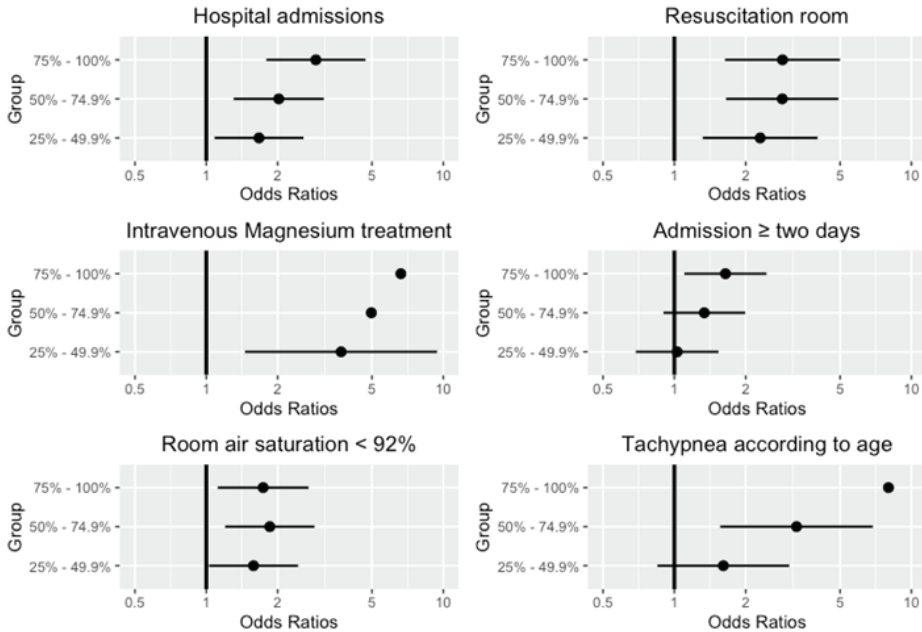 Hospital admissions
Group
75% - 100%
50% - 74.9%
25% - 49.9%
0.5 1 2 5 10
Odds Ratios
Resuscitation room
Group
75% - 100%
50% - 74.9%
25% - 49.9%
0.5 1 2 5 10
Odds Ratios
Intravenous Magnesium treatment
Group
75% - 100%
50% - 74.9%
25% - 49.9%
0.5 1 2 5 10
Odds Ratios
Admission ≥ two days
Group
75% - 100%
50% - 74.9%
25% - 49.9%
0.5 1 2 5 10
Odds Ratios
Room air saturation < 92%
Group
75% - 100%
50% - 74.9%
25% - 49.9%
0.5 1 2 5 10
Odds Ratios
Tachypnea according to age
Group
75% - 100%
50% - 74.9%
25% - 49.9%
0.5 1 2 5 10
Odds Ratios